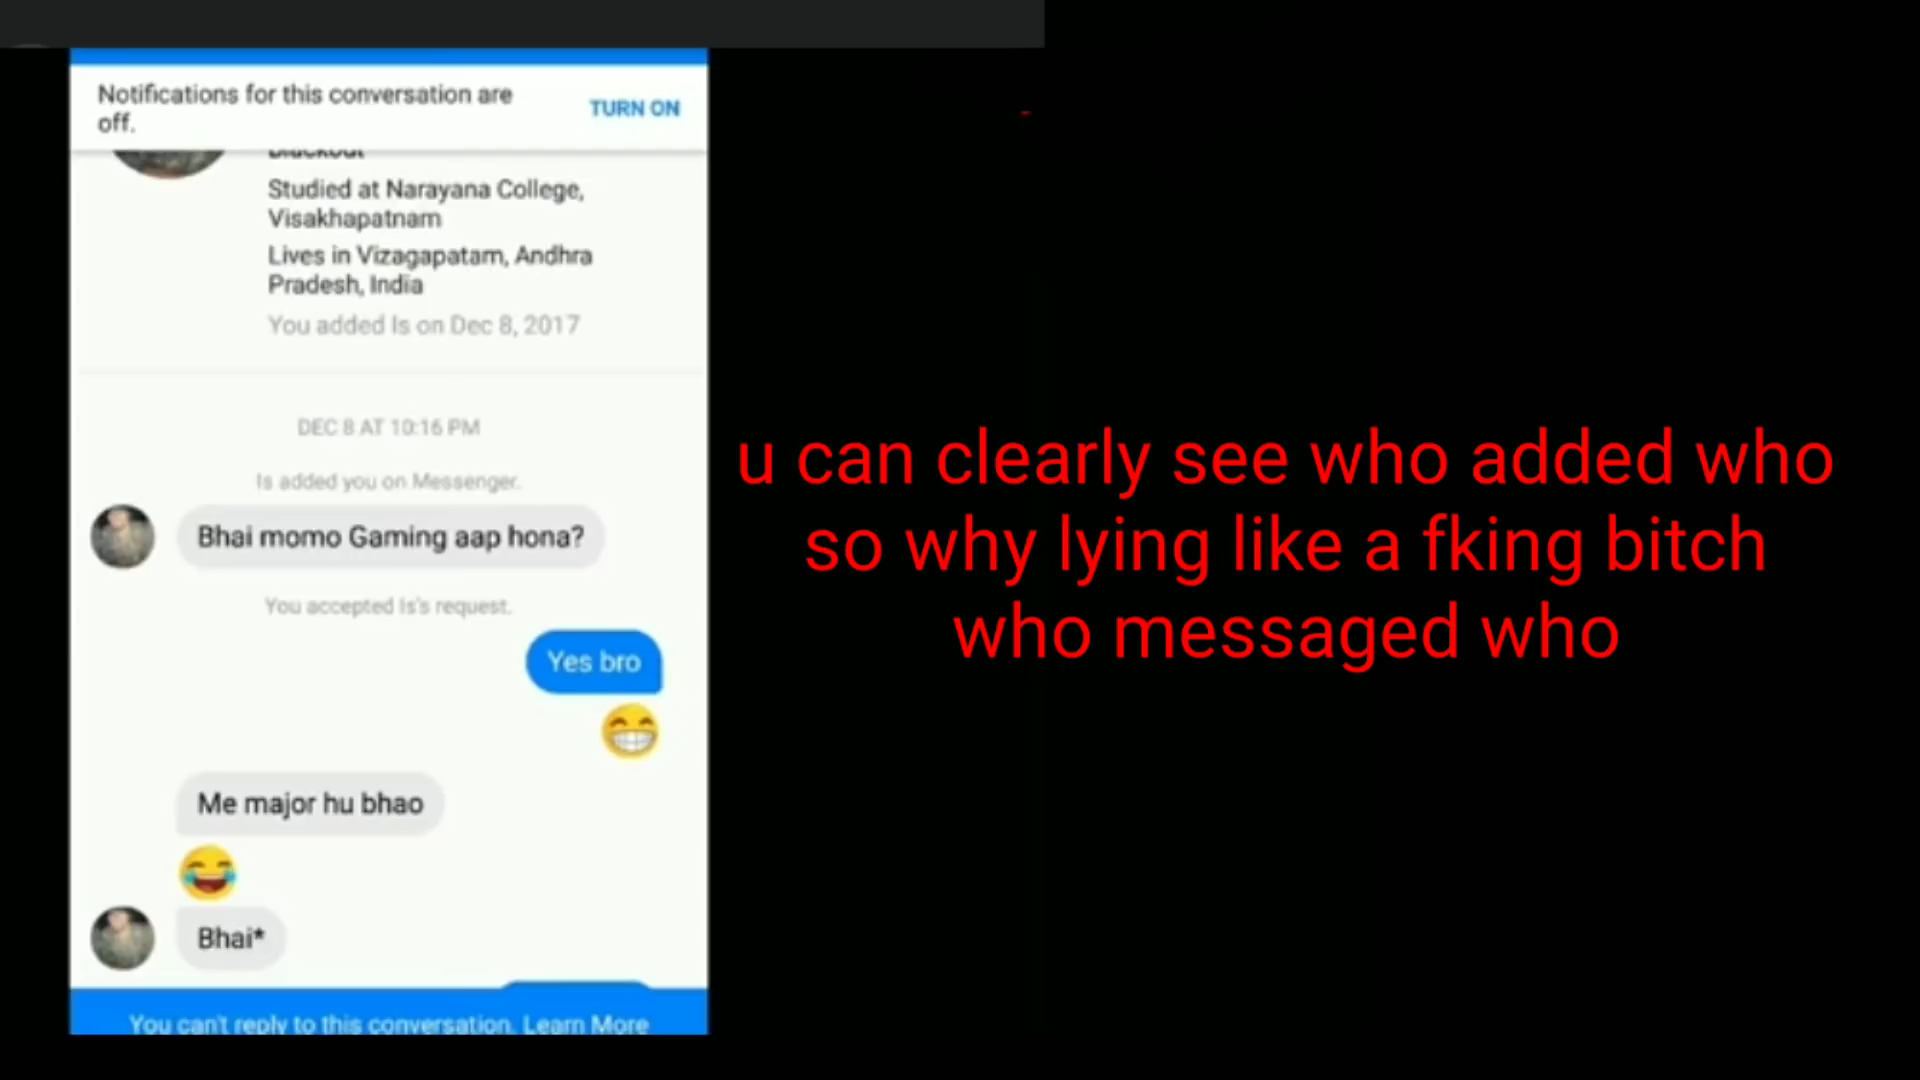 Notifications for this conversation are
off.
TURN ON
Blackout
Studied at Narayana College,
Visakhapatnam
Lives in Vizagapatam, Andhra
Pradesh, India
You added Is on Dec 8, 2017
DEC 8 AT 10:16 PM
Is added you on Messenger.
Bhai momo Gaming aap hona?
You accepted Is's request.
Yes bro
Me major hu bhao
Bhai*
You can't reply to this conversation. Learn More
u can clearly see who added who
so why lying like a fking bitch
who messaged who